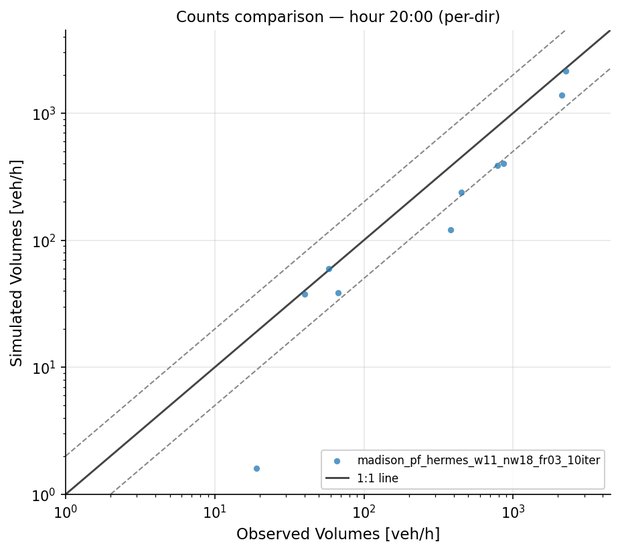 Counts comparison — hour 20:00 (per-dir)
Simulated Volumes [veh/h]
10³
10²
10¹
10⁰
10⁰
10¹
10²
10³
Observed Volumes [veh/h]
madison_pf_hermes_w11_nw18_fr03_10iter
1:1 line